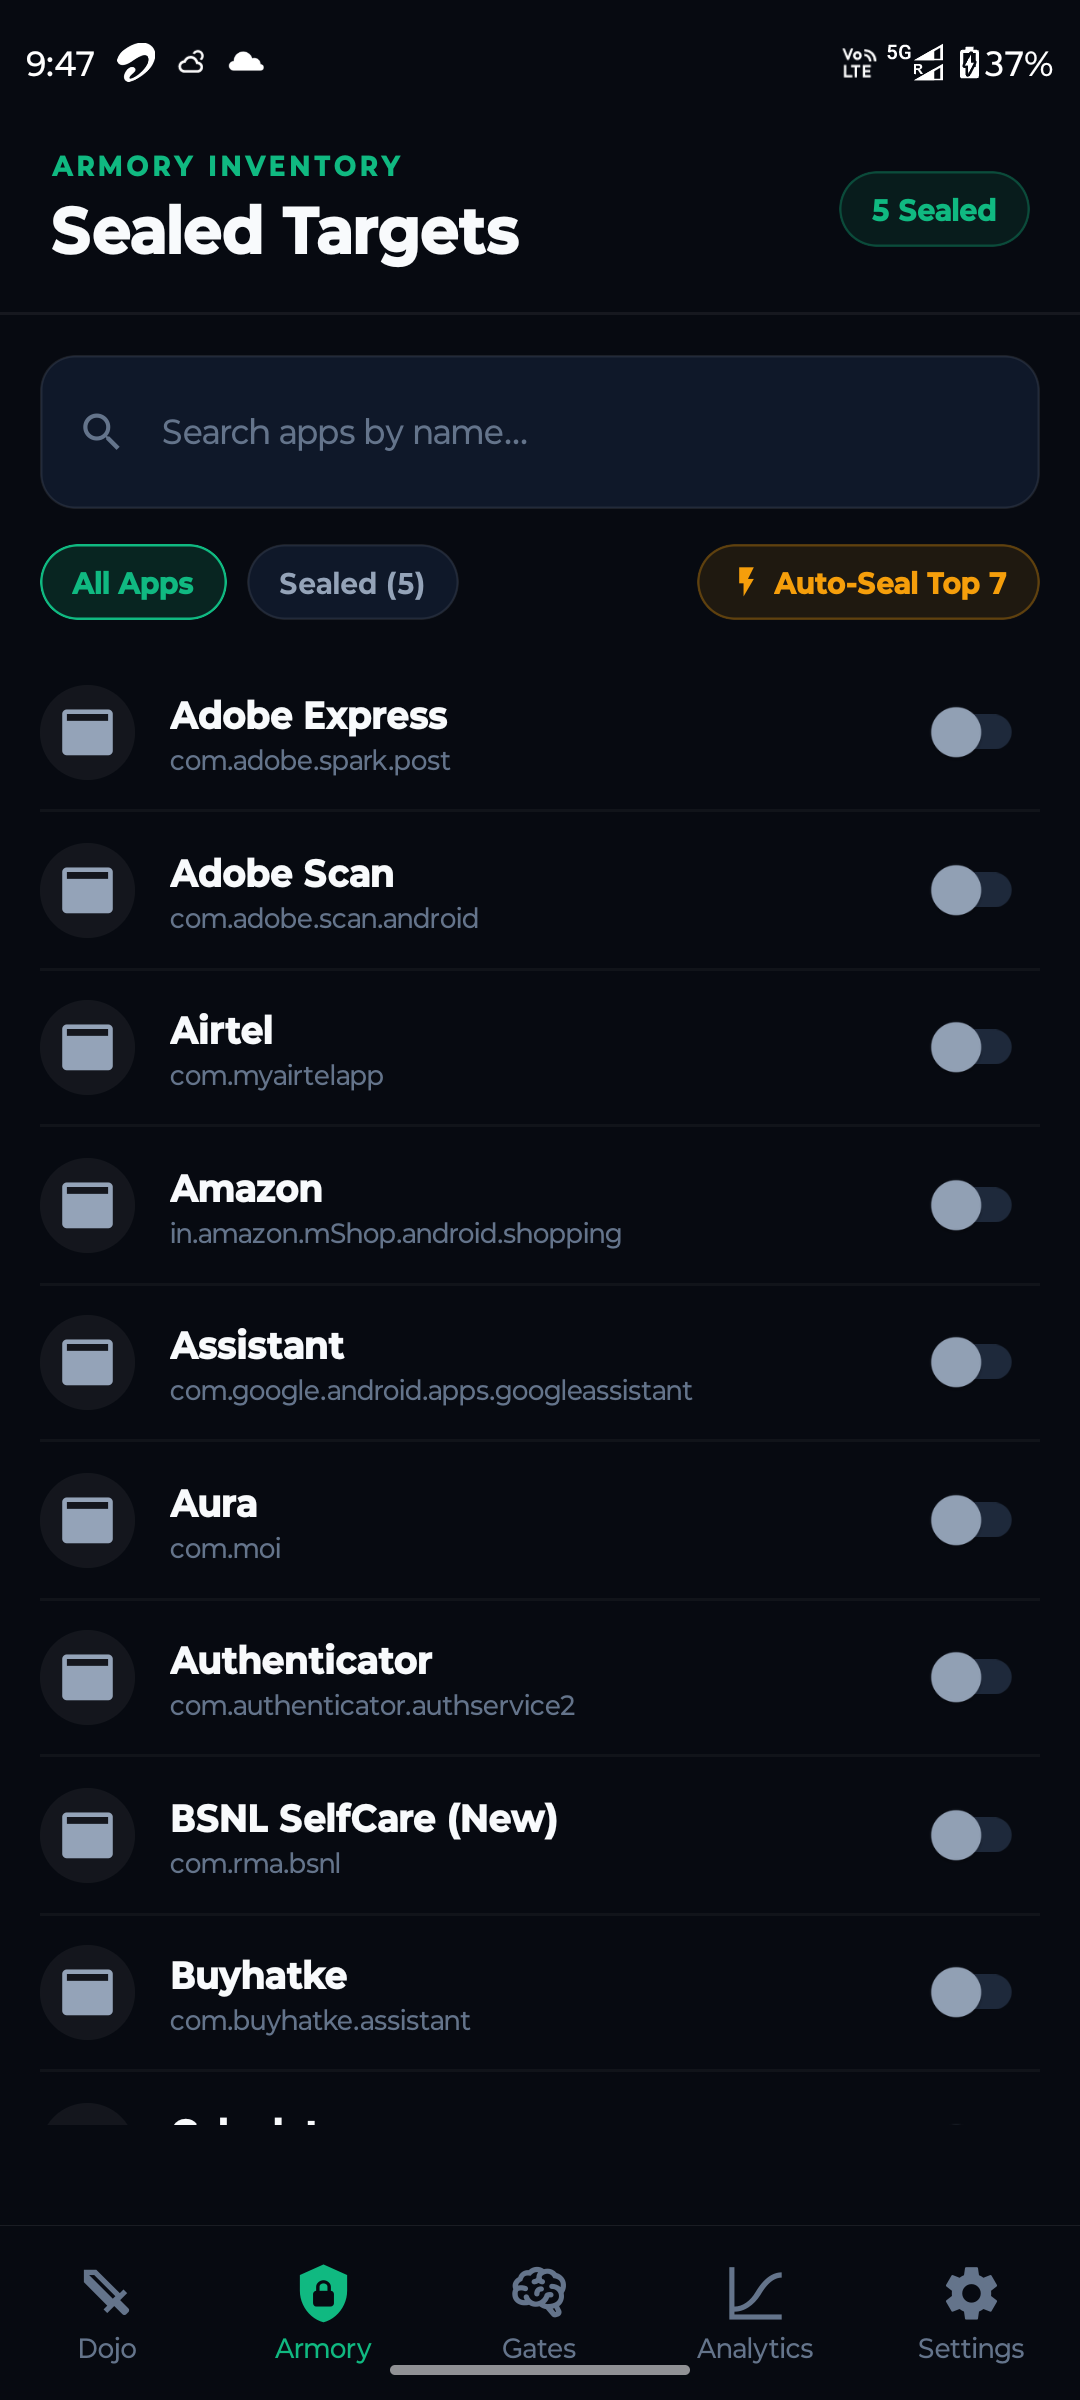 9:47
VoLTE 5G R 37%
ARMORY INVENTORY
Sealed Targets
5 Sealed
Search apps by name...
All Apps
Sealed (5)
Auto-Seal Top 7
Adobe Express
com.adobe.spark.post
Adobe Scan
com.adobe.scan.android
Airtel
com.myairtelapp
Amazon
in.amazon.mShop.android.shopping
Assistant
com.google.android.apps.googleassistant
Aura
com.moi
Authenticator
com.authenticator.authservice2
BSNL SelfCare (New)
com.rma.bsnl
Buyhatke
com.buyhatke.assistant
Dojo
Armory
Gates
Analytics
Settings